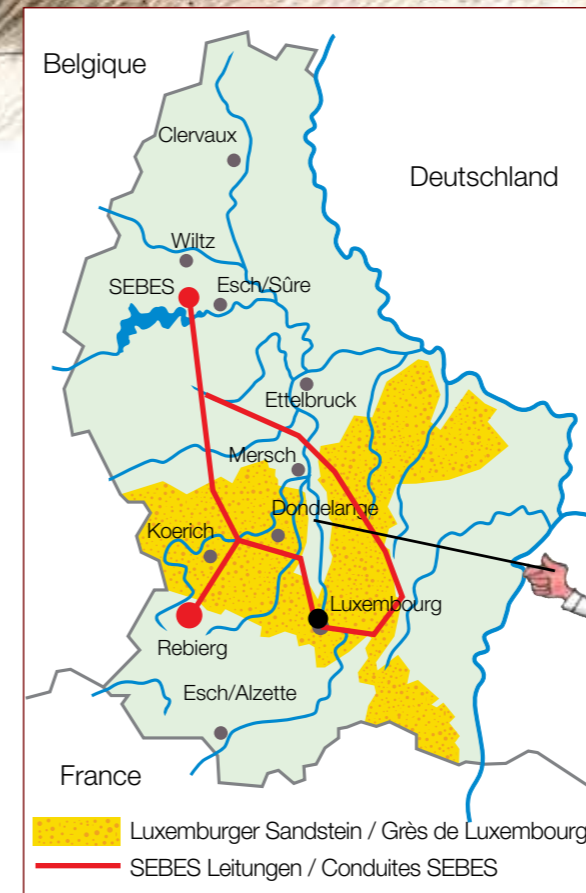 Belgique
Clervaux
Deutschland
Wiltz
SEBES
Esch/Sûre
Ettelbruck
Mersch
Dondelange
Koerich
Luxembourg
Rebierg
Esch/Alzette
France
Luxemburger Sandstein / Grès de Luxembourg
SEBES Leitungen / Conduites SEBES